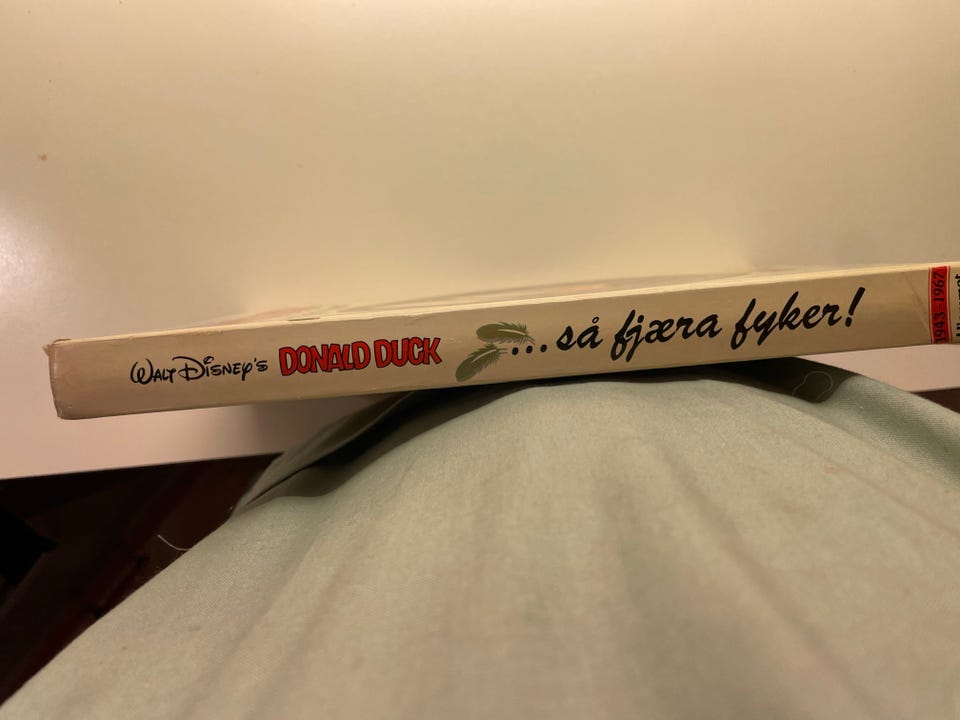 WALT DISNEY'S DONALD DUCK ... så fjæra fyker!
1943-1967